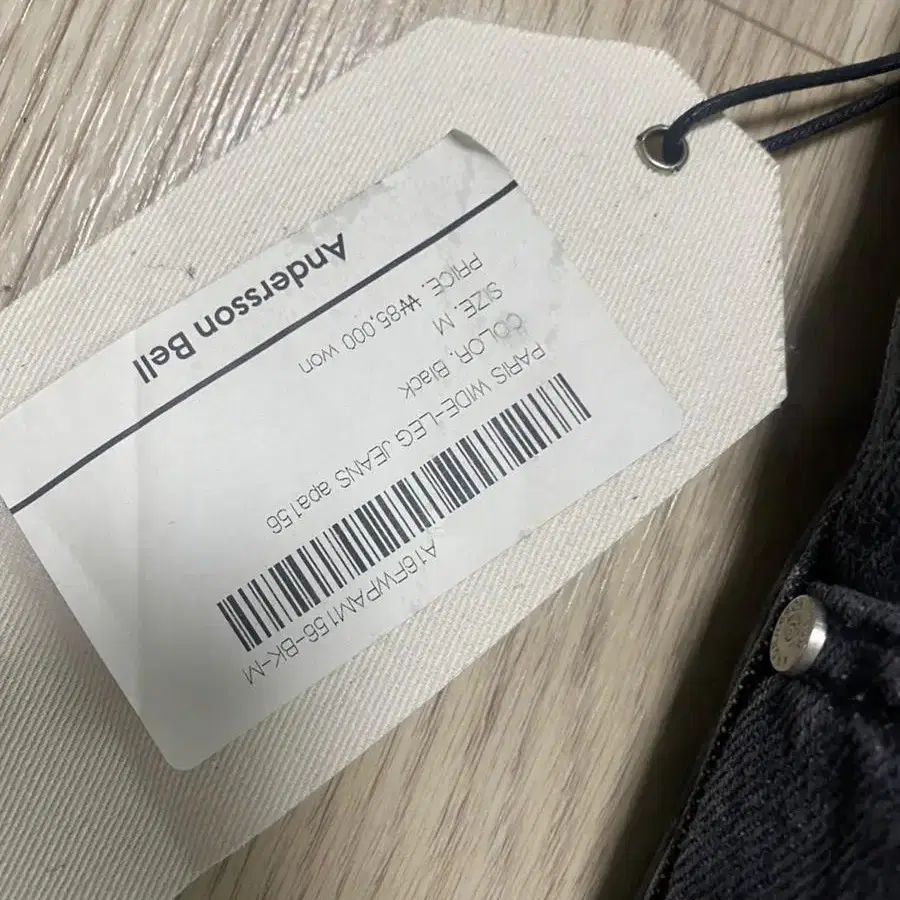 A16FWPAM156-BK-M
PARIS WIDE-LEG JEANS apa156
COLOR. Black
SIZE. M
PRICE. ₩85,000 won
Andersson Bell